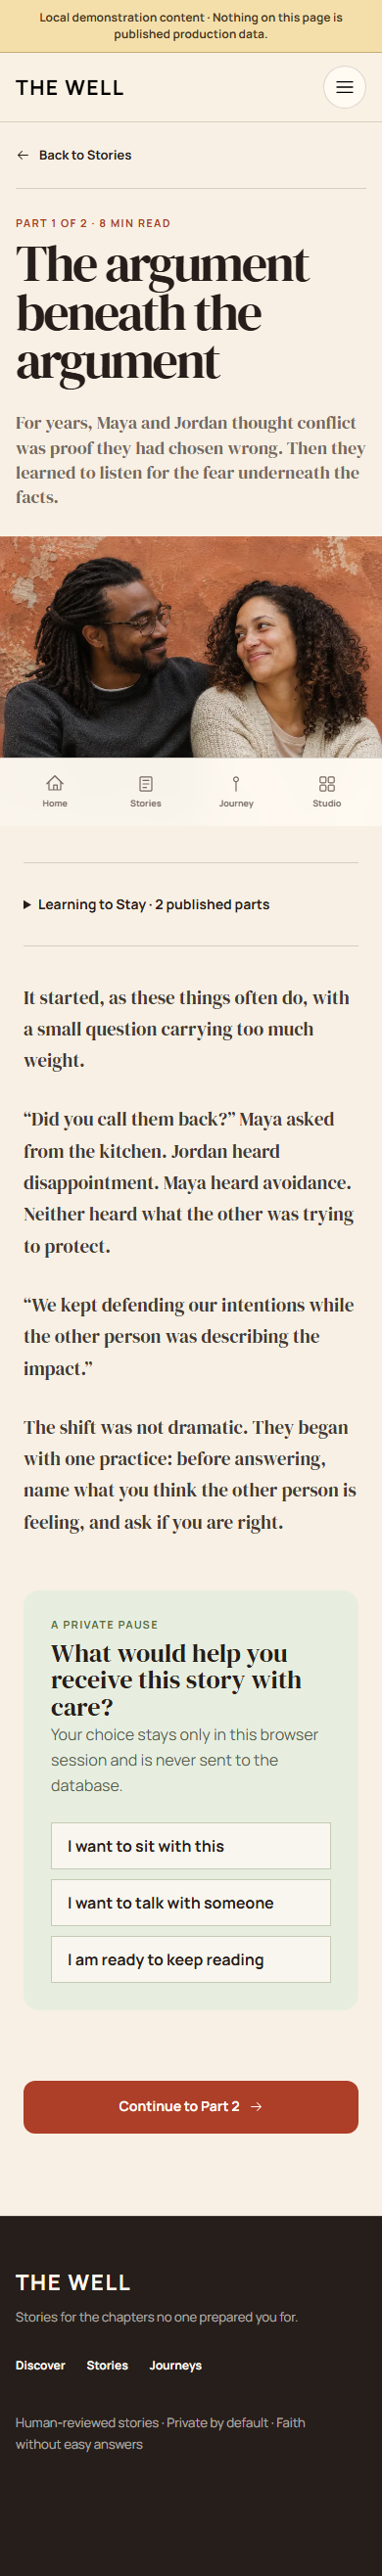 Local demonstration content · Nothing on this page is
published production data.
THE WELL
← Back to Stories
PART 1 OF 2 · 8 MIN READ
The argument
beneath the
argument
For years, Maya and Jordan thought conflict
was proof they had chosen wrong. Then they
learned to listen for the fear underneath the
facts.
Home Stories Journey Studio
▶ Learning to Stay · 2 published parts
It started, as these things often do, with
a small question carrying too much
weight.
“Did you call them back?” Maya asked
from the kitchen. Jordan heard
disappointment. Maya heard avoidance.
Neither heard what the other was trying
to protect.
“We kept defending our intentions while
the other person was describing the
impact.”
The shift was not dramatic. They began
with one practice: before answering,
name what you think the other person is
feeling, and ask if you are right.
A PRIVATE PAUSE
What would help you
receive this story with
care?
Your choice stays only in this browser
session and is never sent to the
database.
I want to sit with this
I want to talk with someone
I am ready to keep reading
Continue to Part 2 →
THE WELL
Stories for the chapters no one prepared you for.
Discover Stories Journeys
Human-reviewed stories · Private by default · Faith
without easy answers